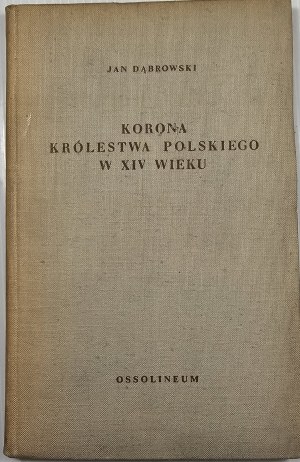 JAN DĄBROWSKI
KORONA
KRÓLESTWA POLSKIEGO
W XIV WIEKU
OSSOLINEUM